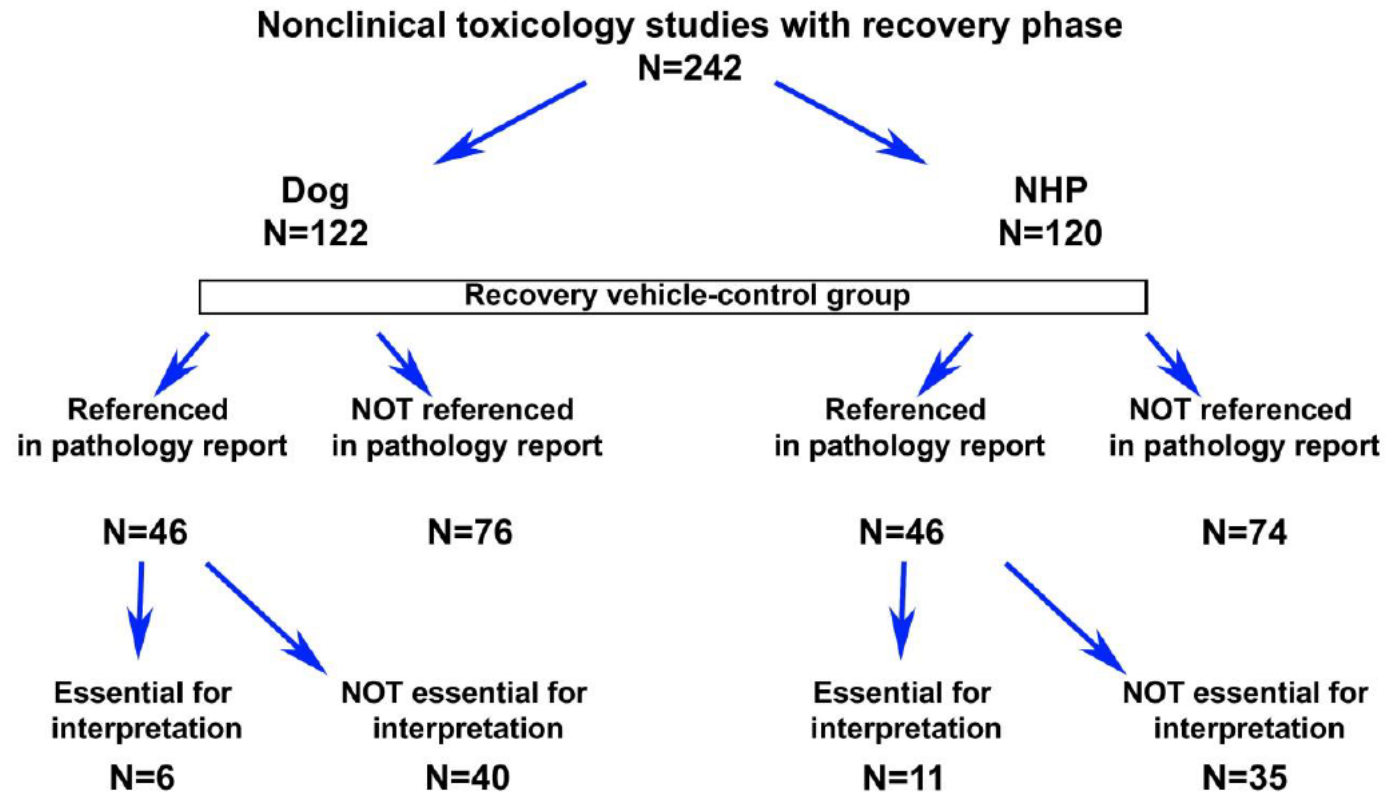 Nonclinical toxicology studies with recovery phase
N=242
Dog
N=122
NHP
N=120
Recovery vehicle-control group
Referenced
in pathology report
N=46
NOT referenced
in pathology report
N=76
Referenced
in pathology report
N=46
NOT referenced
in pathology report
N=74
Essential for
interpretation
N=6
NOT essential for
interpretation
N=40
Essential for
interpretation
N=11
NOT essential for
interpretation
N=35